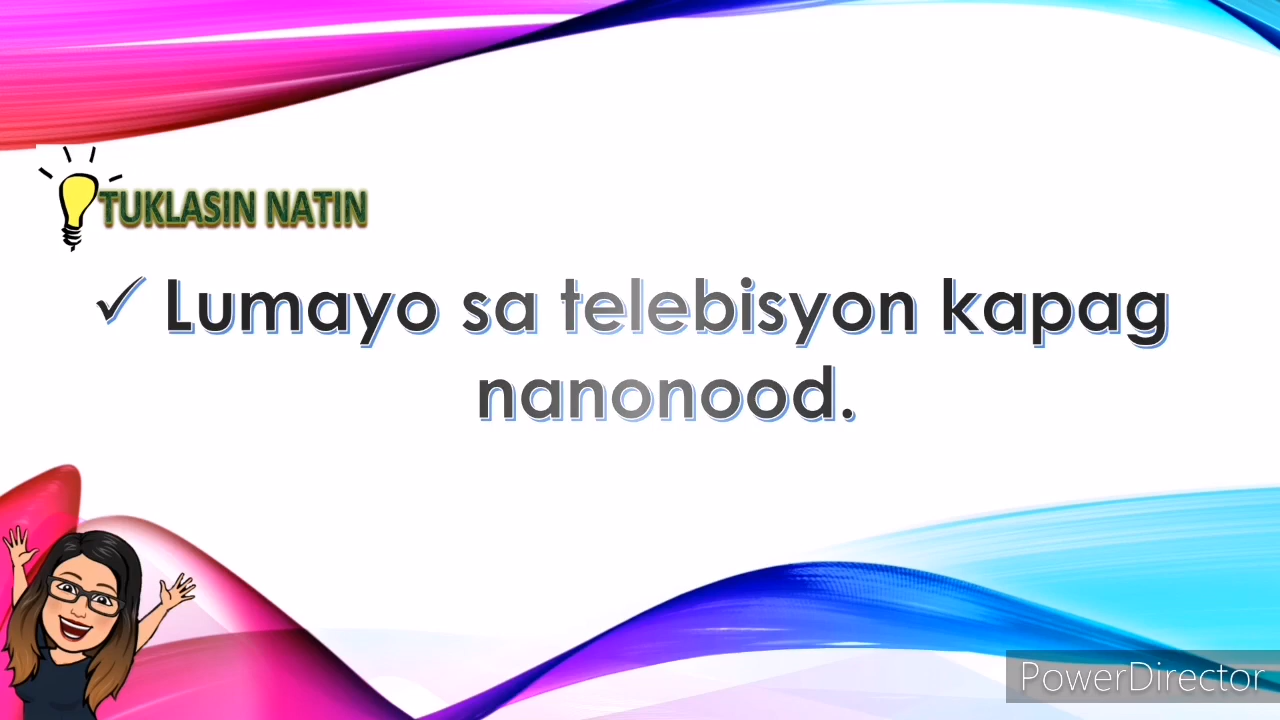 TUKLASIN NATIN
✓ Lumayo sa telebisyon kapag
nanonood.
PowerDirector